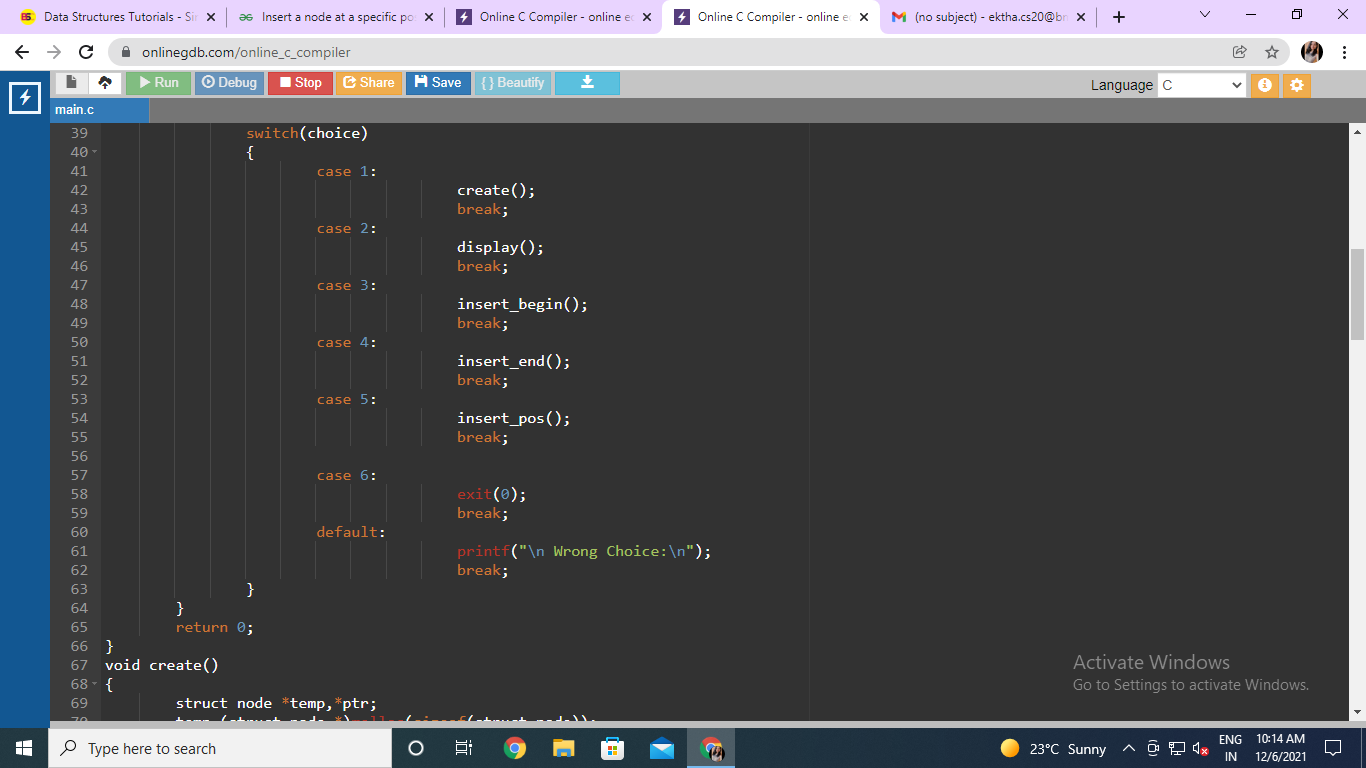 Data Structures Tutorials - Si
Insert a node at a specific po
Online C Compiler - online e
Online C Compiler - online e
(no subject) - ektha.cs20@b
onlinegdb.com/online_c_compiler
Run
Debug
Stop
Share
Save
{ } Beautify
Language
C
main.c
39 switch(choice)
40 {
41 case 1:
42 create();
43 break;
44 case 2:
45 display();
46 break;
47 case 3:
48 insert_begin();
49 break;
50 case 4:
51 insert_end();
52 break;
53 case 5:
54 insert_pos();
55 break;
56
57 case 6:
58 exit(0);
59 break;
60 default:
61 printf("\n Wrong Choice:\n");
62 break;
63 }
64 }
65 return 0;
66 }
67 void create()
68 {
69 struct node *temp,*ptr;
Activate Windows
Go to Settings to activate Windows.
Type here to search
23°C Sunny
ENG
IN
10:14 AM
12/6/2021